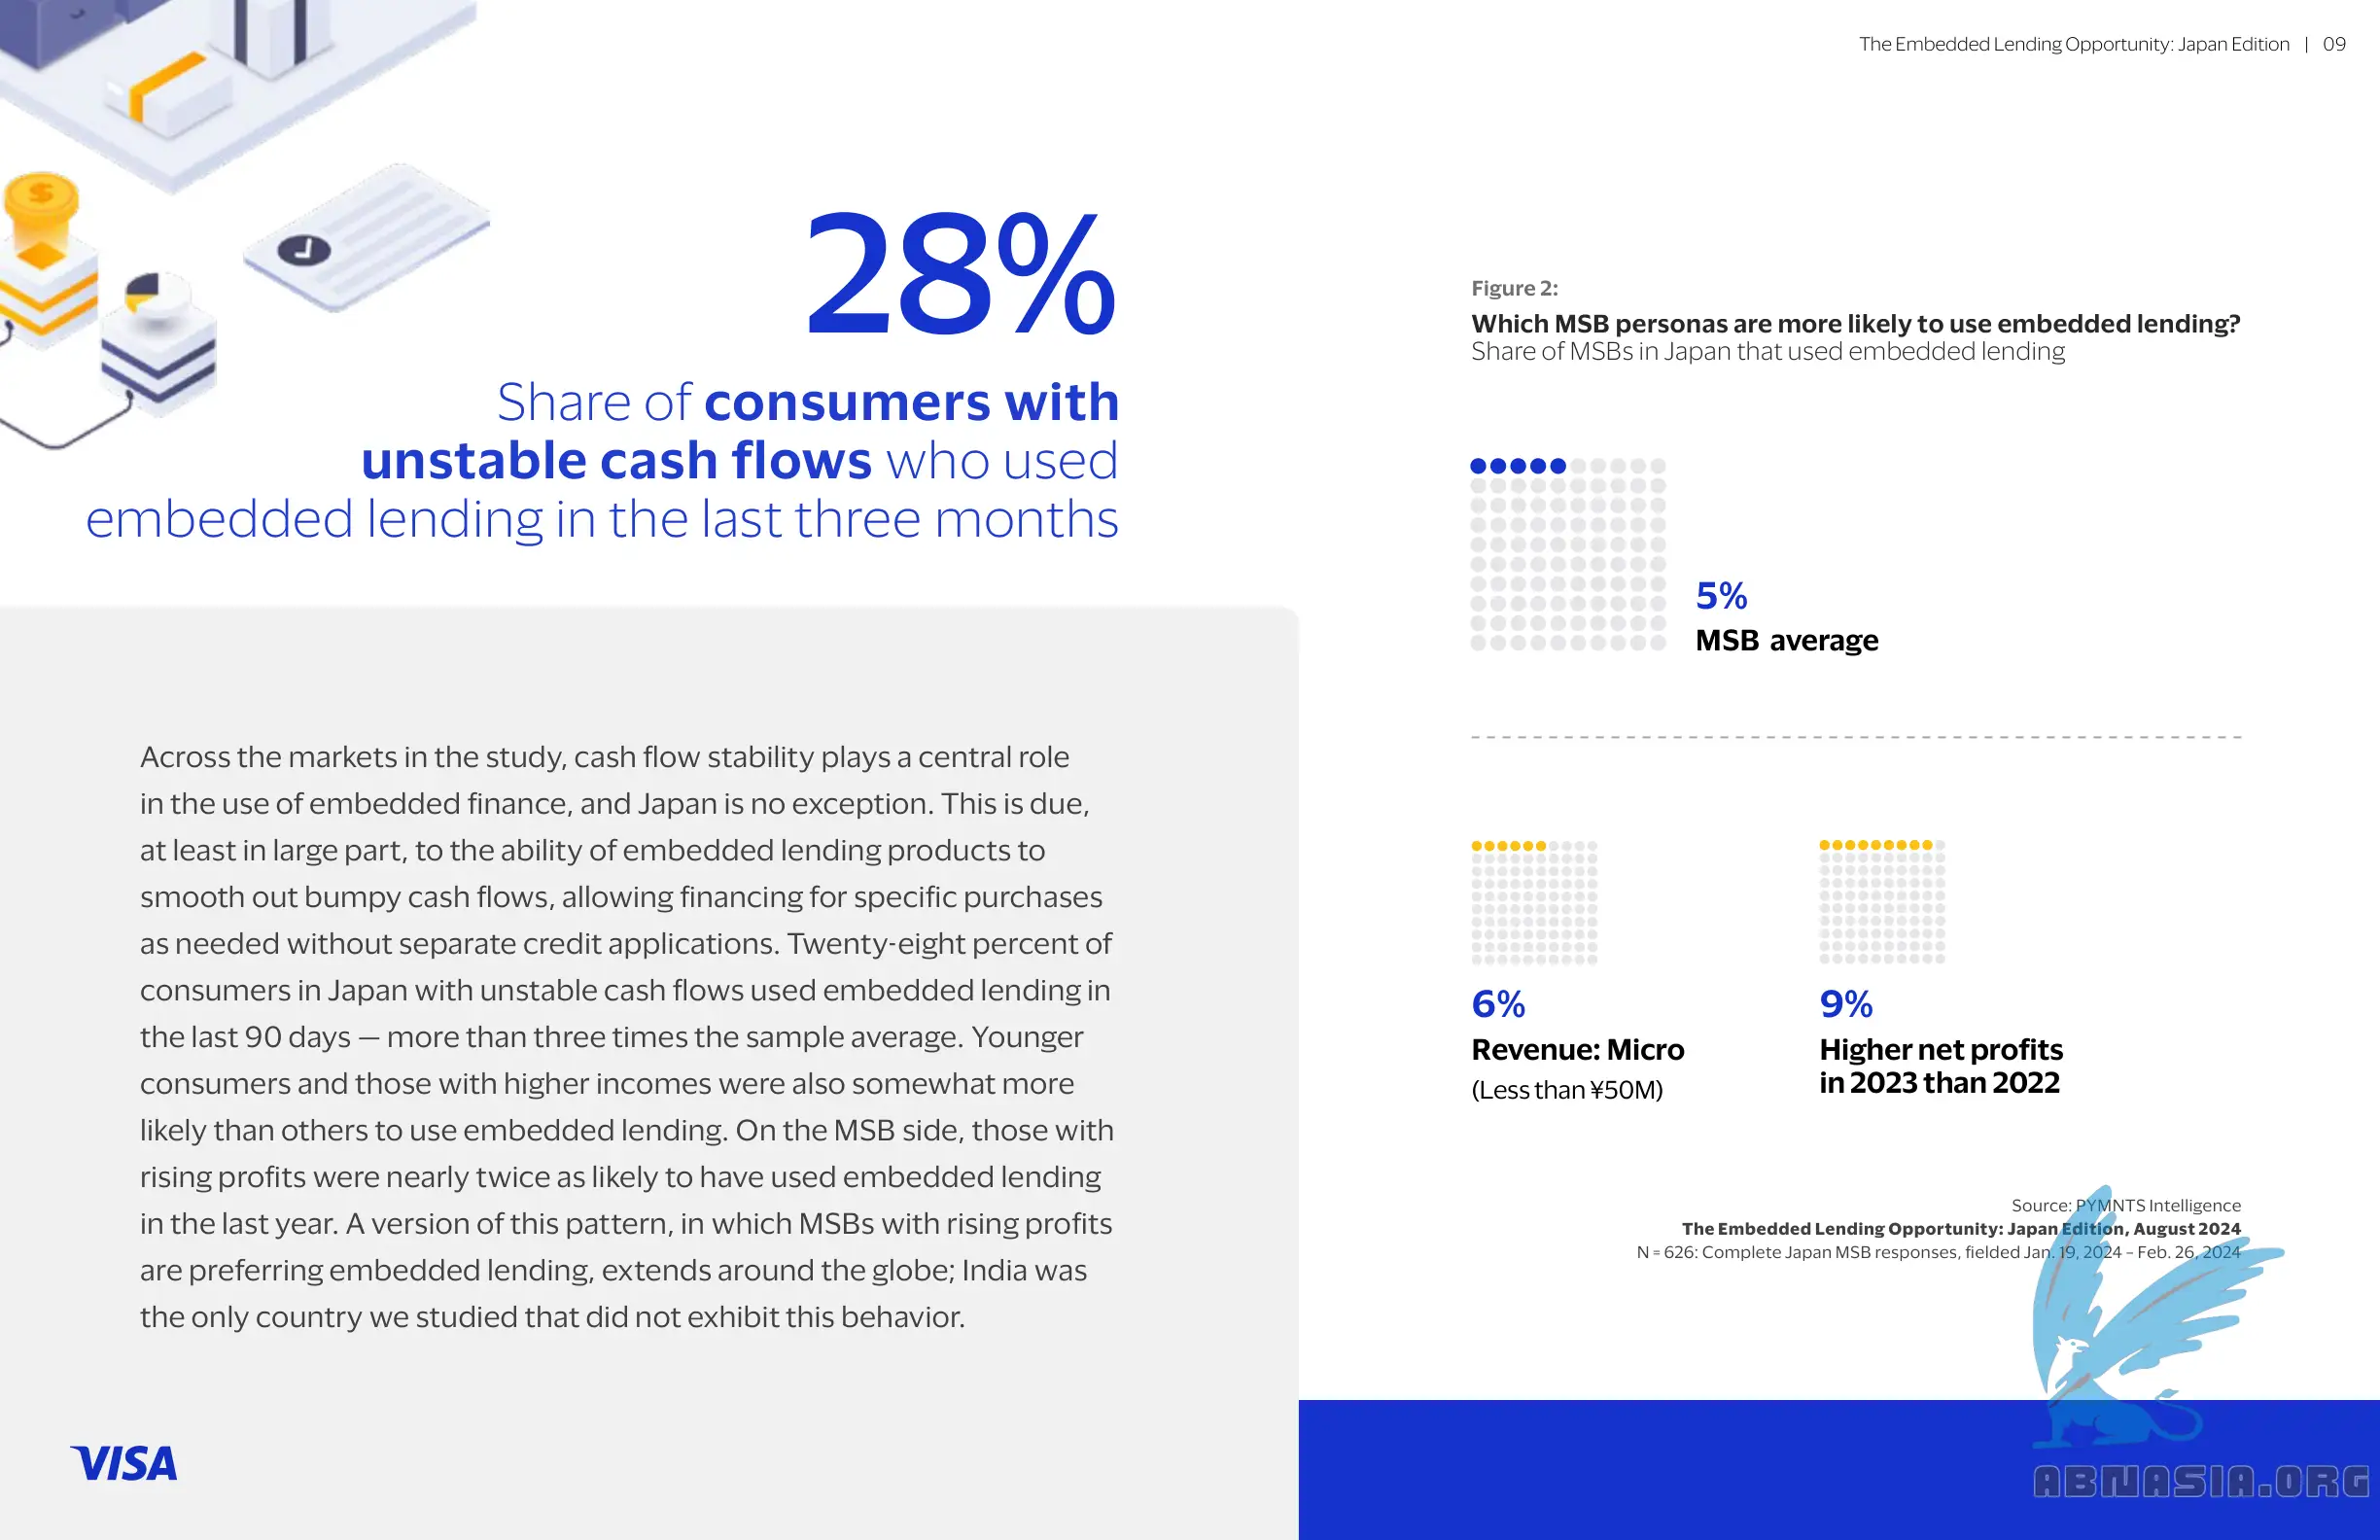 The Embedded Lending Opportunity: Japan Edition | 09
28%
Share of consumers with
unstable cash flows who used
embedded lending in the last three months
Across the markets in the study, cash flow stability plays a central role
in the use of embedded finance, and Japan is no exception. This is due,
at least in large part, to the ability of embedded lending products to
smooth out bumpy cash flows, allowing financing for specific purchases
as needed without separate credit applications. Twenty-eight percent of
consumers in Japan with unstable cash flows used embedded lending in
the last 90 days — more than three times the sample average. Younger
consumers and those with higher incomes were also somewhat more
likely than others to use embedded lending. On the MSB side, those with
rising profits were nearly twice as likely to have used embedded lending
in the last year. A version of this pattern, in which MSBs with rising profits
are preferring embedded lending, extends around the globe; India was
the only country we studied that did not exhibit this behavior.
VISA
Figure 2:
Which MSB personas are more likely to use embedded lending?
Share of MSBs in Japan that used embedded lending
5%
MSB average
6%
Revenue: Micro
(Less than ¥50M)
9%
Higher net profits
in 2023 than 2022
Source: PYMNTS Intelligence
The Embedded Lending Opportunity: Japan Edition, August 2024
N = 626: Complete Japan MSB responses, fielded Jan. 19, 2024 – Feb. 26, 2024
ABNASIA.ORG
$